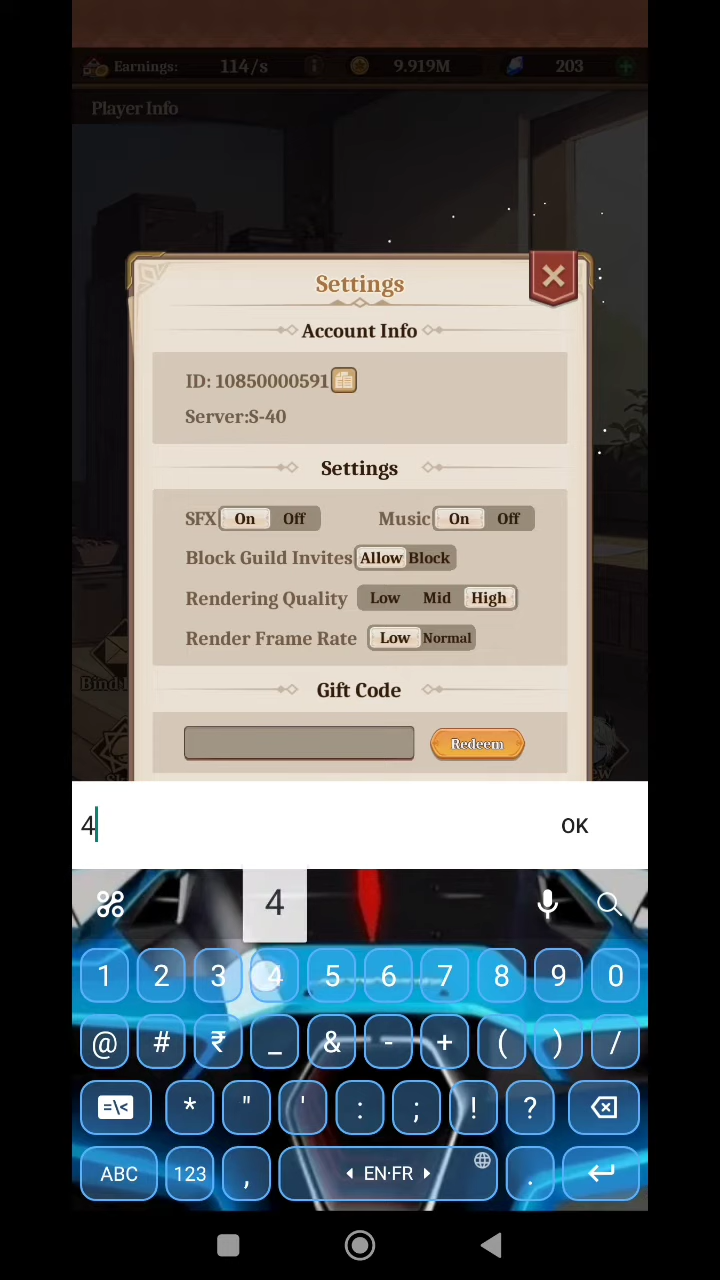 Earnings: 114/s i 9.919M 203
Player Info
Settings
Account Info
ID: 10850000591
Server:S-40
Settings
SFX On Off Music On Off
Block Guild Invites Allow Block
Rendering Quality Low Mid High
Render Frame Rate Low Normal
Gift Code
Bind
Redeem
4 OK
4
1 2 3 4 5 6 7 8 9 0
@ # ₹ _ & - + ( ) /
=\< * " ' : ; ! ?
ABC 123 , EN·FR .